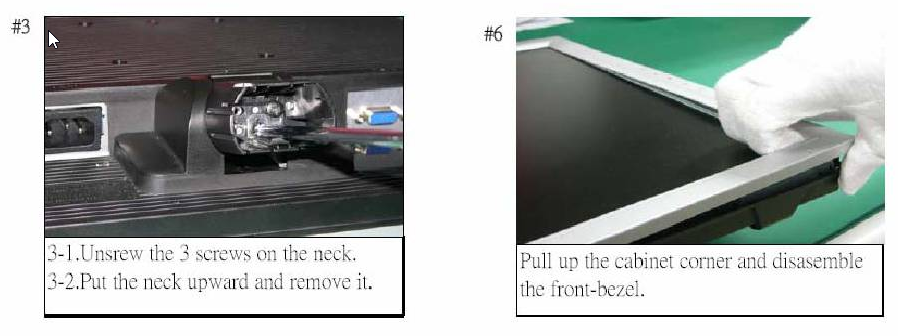 #3
3-1.Unsrew the 3 screws on the neck.
3-2.Put the neck upward and remove it.
#6
Pull up the cabinet corner and disasemble
the front-bezel.